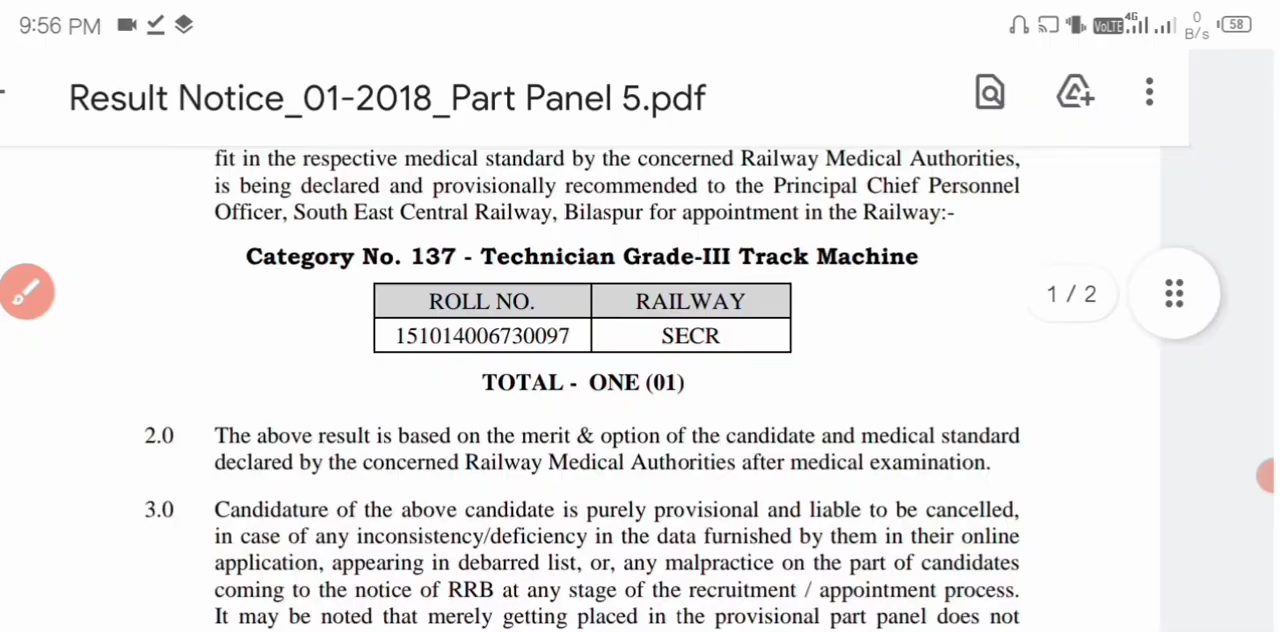 9:56 PM VoLTE 4G 0 B/s 58
Result Notice_01-2018_Part Panel 5.pdf
fit in the respective medical standard by the concerned Railway Medical Authorities,
is being declared and provisionally recommended to the Principal Chief Personnel
Officer, South East Central Railway, Bilaspur for appointment in the Railway:-
Category No. 137 - Technician Grade-III Track Machine
ROLL NO. RAILWAY
1 / 2
151014006730097 SECR
TOTAL - ONE (01)
2.0 The above result is based on the merit & option of the candidate and medical standard
declared by the concerned Railway Medical Authorities after medical examination.
3.0 Candidature of the above candidate is purely provisional and liable to be cancelled,
in case of any inconsistency/deficiency in the data furnished by them in their online
application, appearing in debarred list, or, any malpractice on the part of candidates
coming to the notice of RRB at any stage of the recruitment / appointment process.
It may be noted that merely getting placed in the provisional part panel does not